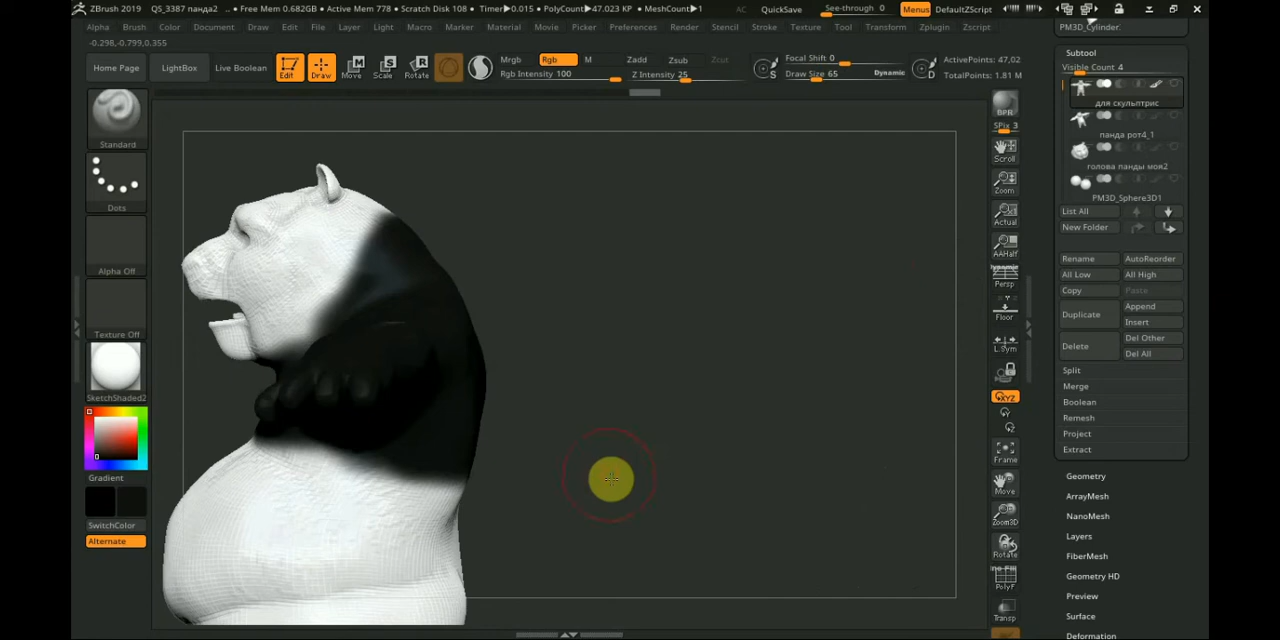 ZBrush 2019 QS_3387 панда2 .. • Free Mem 0.682GB • Active Mem 778 • Scratch Disk 108 • Timer▶0.015 • PolyCount▶47.023 KP • MeshCount▶1 AC QuickSave See-through 0 Menus DefaultZScript
Alpha Brush Color Document Draw Edit File Layer Light Macro Marker Material Movie Picker Preferences Render Stencil Stroke Texture Tool Transform Zplugin Zscript
-0.298,-0.799,0.355
Home Page LightBox Live Boolean Edit Draw Move Scale Rotate
Mrgb Rgb M Zadd Zsub Zcut
Rgb Intensity 100 Z Intensity 25
Focal Shift 0
Draw Size 65 Dynamic
ActivePoints: 47,02
TotalPoints: 1.81 M
Standard
Dots
Alpha Off
Texture Off
SketchShaded2
Gradient
SwitchColor
Alternate
BPR
SPix 3
Scroll
Zoom
Actual
AAHalf
Dynamic
Persp
Floor
L.Sym
XYZ
Frame
Move
Zoom3D
Rotate
PolyF
Transp
PM3D_Cylinder
Subtool
Visible Count 4
для скульптрис
панда рот4_1
голова панды моя2
PM3D_Sphere3D1
List All
New Folder
Rename AutoReorder
All Low All High
Copy Paste
Duplicate Append
Insert
Delete Del Other
Del All
Split
Merge
Boolean
Remesh
Project
Extract
Geometry
ArrayMesh
NanoMesh
Layers
FiberMesh
Geometry HD
Preview
Surface
Deformation